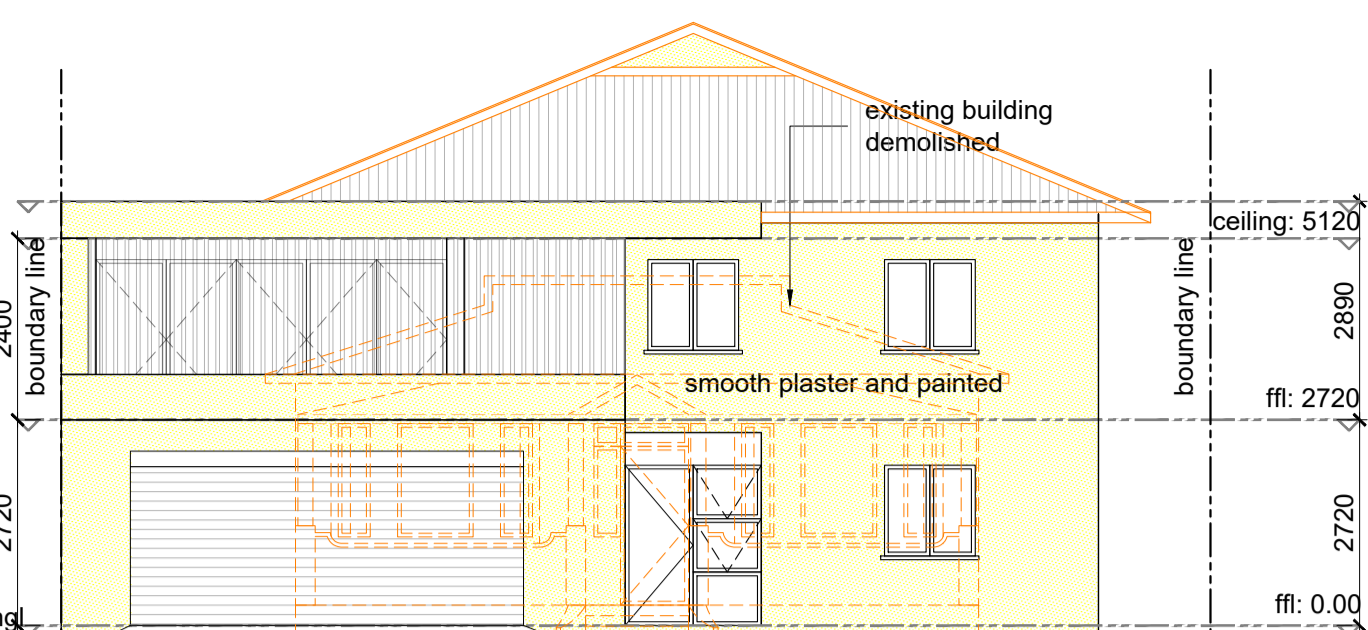 existing building
demolished
ceiling: 5120
boundary line
boundary line
2400
2890
smooth plaster and painted
ffl: 2720
2720
2720
ffl: 0.00